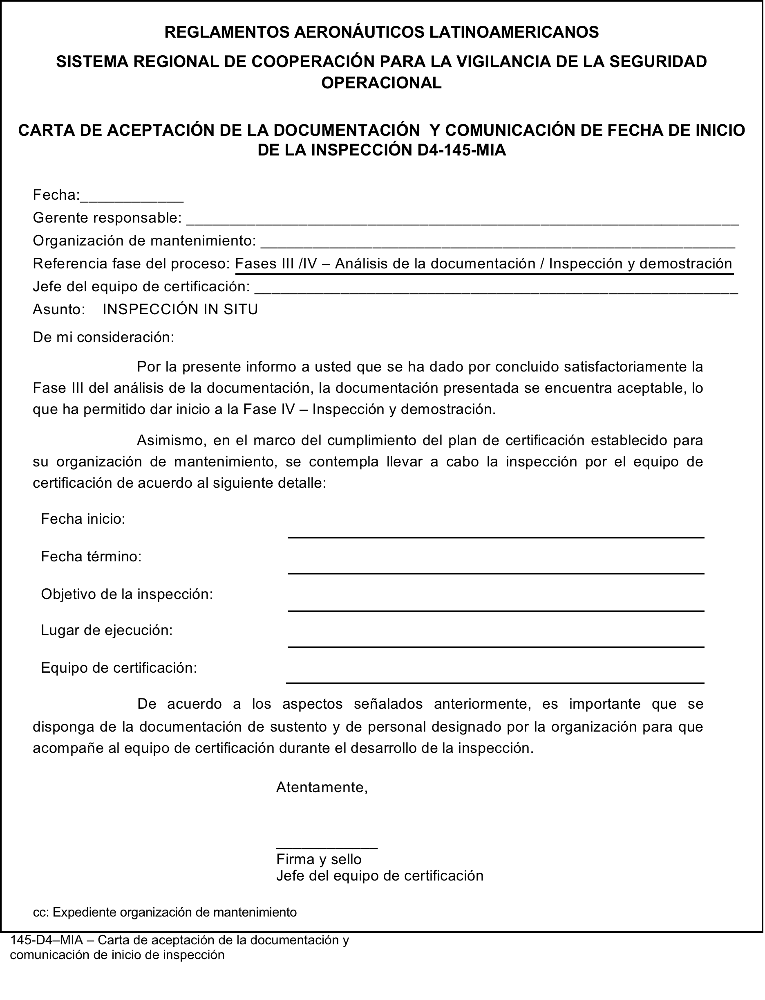 REGLAMENTOS AERONÁUTICOS LATINOAMERICANOS
SISTEMA REGIONAL DE COOPERACIÓN PARA LA VIGILANCIA DE LA SEGURIDAD
OPERACIONAL
CARTA DE ACEPTACIÓN DE LA DOCUMENTACIÓN  Y COMUNICACIÓN DE FECHA DE INICIO
DE LA INSPECCIÓN D4-145-MIA
Fecha:____________
Gerente responsable: ________________________________________________________________
Organización de mantenimiento: _______________________________________________________
Referencia fase del proceso: Fases III /IV – Análisis de la documentación / Inspección y demostración
Jefe del equipo de certificación: ________________________________________________________
Asunto: INSPECCIÓN IN SITU
De mi consideración:
Por la presente informo a usted que se ha dado por concluido satisfactoriamente la
Fase III del análisis de la documentación, la documentación presentada se encuentra aceptable, lo
que ha permitido dar inicio a la Fase IV – Inspección y demostración.
Asimismo, en el marco del cumplimiento del plan de certificación establecido para
su organización de mantenimiento, se contempla llevar a cabo la inspección por el equipo de
certificación de acuerdo al siguiente detalle:
Fecha inicio:
Fecha término:
Objetivo de la inspección:
Lugar de ejecución:
Equipo de certificación:
De acuerdo a los aspectos señalados anteriormente, es importante que se
disponga de la documentación de sustento y de personal designado por la organización para que
acompañe al equipo de certificación durante el desarrollo de la inspección.
Atentamente,
____________
Firma y sello
Jefe del equipo de certificación
cc: Expediente organización de mantenimiento
145-D4–MIA – Carta de aceptación de la documentación y
comunicación de inicio de inspección